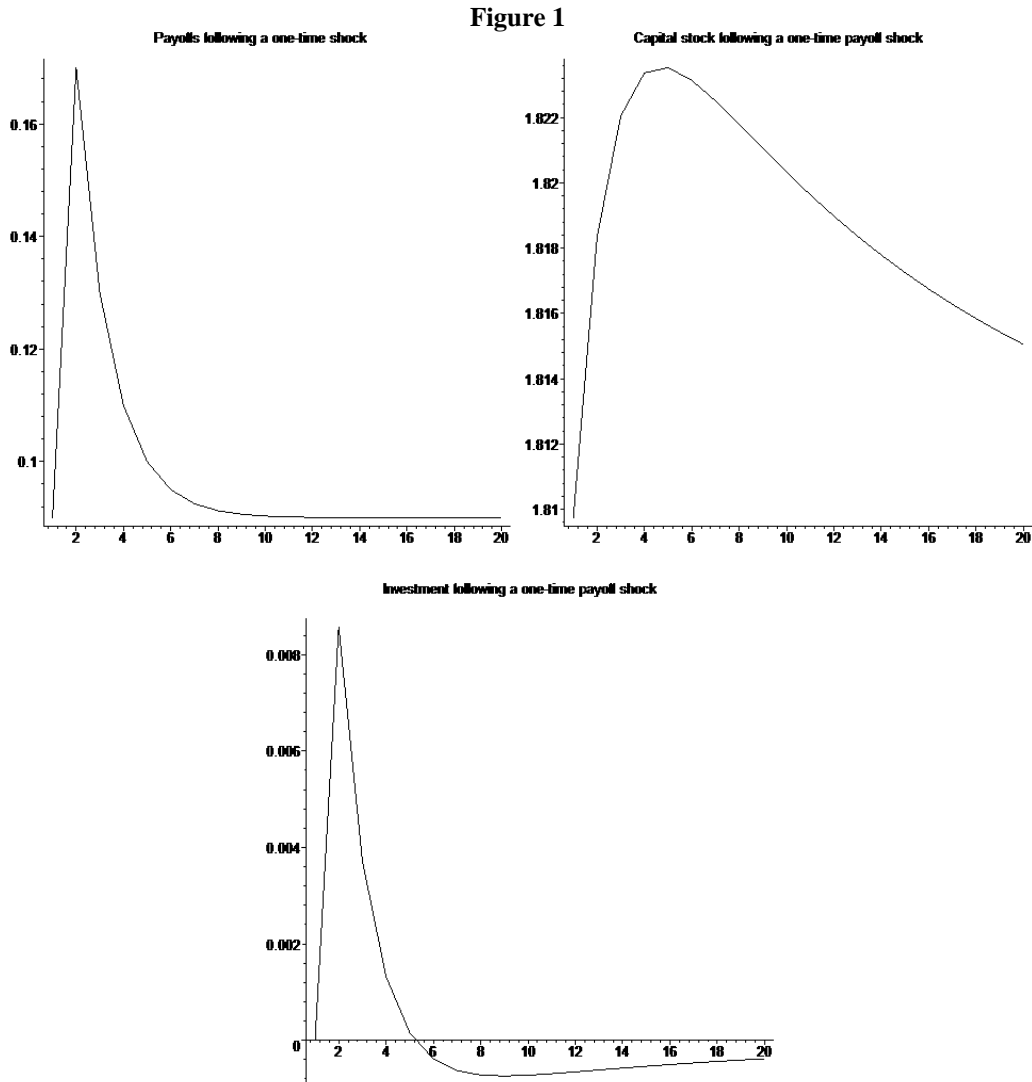 Figure 1
Payoffs following a one-time shock
0.16
0.14
0.12
0.1
2 4 6 8 10 12 14 16 18 20
Capital stock following a one-time payoff shock
1.822
1.82
1.818
1.816
1.814
1.812
1.81
2 4 6 8 10 12 14 16 18 20
Investment following a one-time payoff shock
0.008
0.006
0.004
0.002
0
2 4 6 8 10 12 14 16 18 20